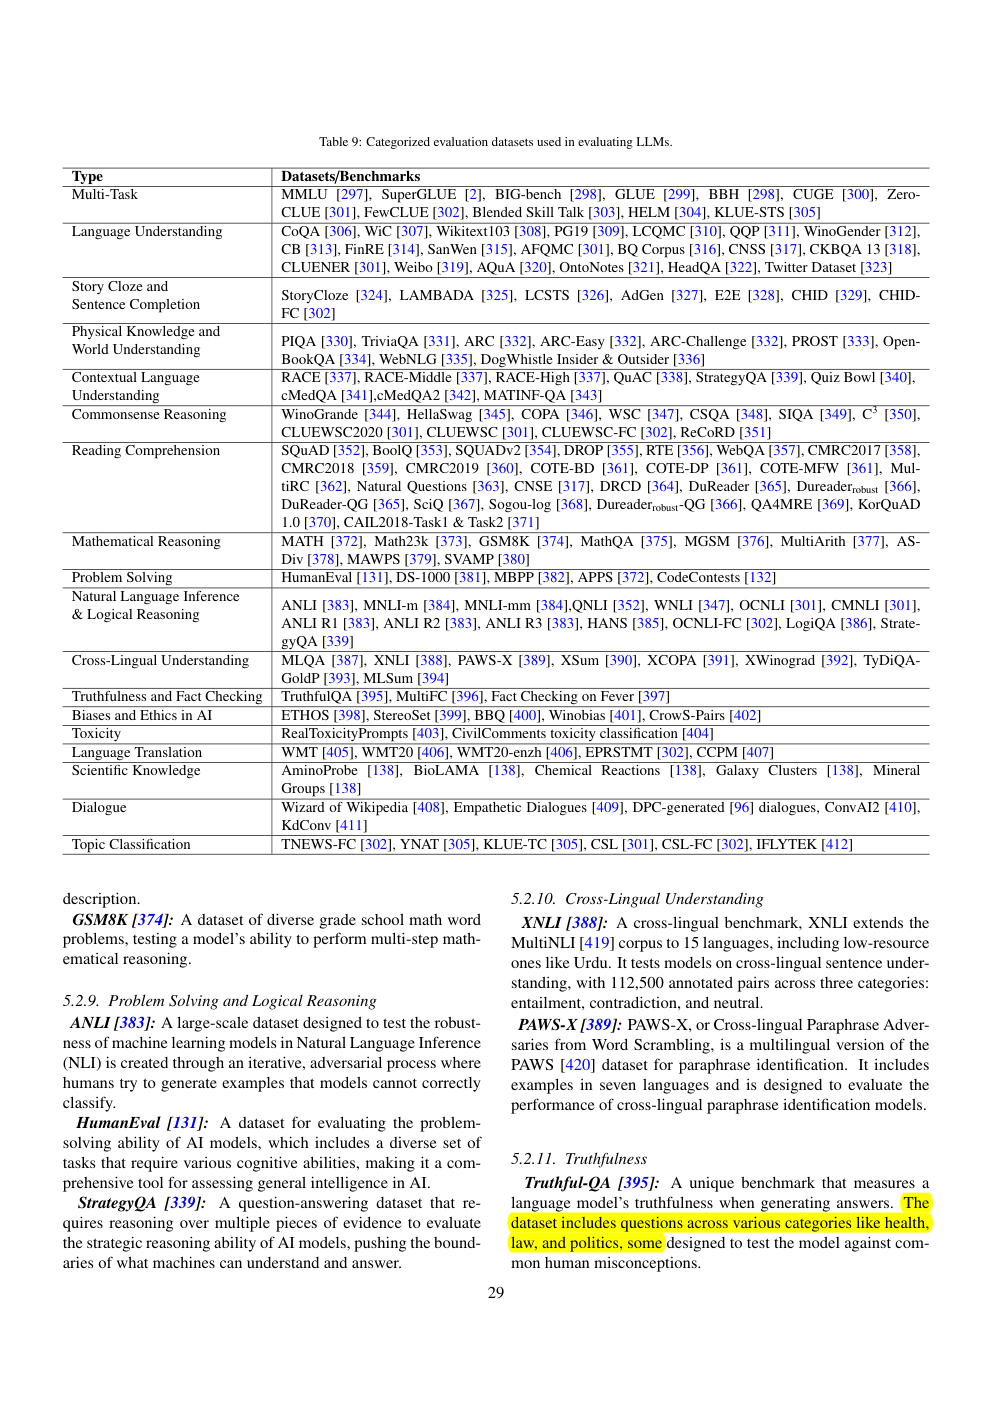 Table 9: Categorized evaluation datasets used in evaluating LLMs.
Type Datasets/Benchmarks
Multi-Task MMLU [297], SuperGLUE [2], BIG-bench [298], GLUE [299], BBH [298], CUGE [300], Zero-
CLUE [301], FewCLUE [302], Blended Skill Talk [303], HELM [304], KLUE-STS [305]
Language Understanding CoQA [306], WiC [307], Wikitext103 [308], PG19 [309], LCQMC [310], QQP [311], WinoGender [312],
CB [313], FinRE [314], SanWen [315], AFQMC [301], BQ Corpus [316], CNSS [317], CKBQA 13 [318],
CLUENER [301], Weibo [319], AQuA [320], OntoNotes [321], HeadQA [322], Twitter Dataset [323]
Story Cloze and
Sentence Completion
StoryCloze [324], LAMBADA [325], LCSTS [326], AdGen [327], E2E [328], CHID [329], CHID-
FC [302]
Physical Knowledge and
World Understanding
PIQA [330], TriviaQA [331], ARC [332], ARC-Easy [332], ARC-Challenge [332], PROST [333], Open-
BookQA [334], WebNLG [335], DogWhistle Insider & Outsider [336]
Contextual Language
Understanding
RACE [337], RACE-Middle [337], RACE-High [337], QuAC [338], StrategyQA [339], Quiz Bowl [340],
cMedQA [341],cMedQA2 [342], MATINF-QA [343]
Commonsense Reasoning WinoGrande [344], HellaSwag [345], COPA [346], WSC [347], CSQA [348], SIQA [349], C³ [350],
CLUEWSC2020 [301], CLUEWSC [301], CLUEWSC-FC [302], ReCoRD [351]
Reading Comprehension SQuAD [352], BoolQ [353], SQUADv2 [354], DROP [355], RTE [356], WebQA [357], CMRC2017 [358],
CMRC2018 [359], CMRC2019 [360], COTE-BD [361], COTE-DP [361], COTE-MFW [361], Mul-
tiRC [362], Natural Questions [363], CNSE [317], DRCD [364], DuReader [365], Dureaderrobust [366],
DuReader-QG [365], SciQ [367], Sogou-log [368], Dureaderrobust-QG [366], QA4MRE [369], KorQuAD
1.0 [370], CAIL2018-Task1 & Task2 [371]
Mathematical Reasoning MATH [372], Math23k [373], GSM8K [374], MathQA [375], MGSM [376], MultiArith [377], AS-
Div [378], MAWPS [379], SVAMP [380]
Problem Solving HumanEval [131], DS-1000 [381], MBPP [382], APPS [372], CodeContests [132]
Natural Language Inference
& Logical Reasoning
ANLI [383], MNLI-m [384], MNLI-mm [384],QNLI [352], WNLI [347], OCNLI [301], CMNLI [301],
ANLI R1 [383], ANLI R2 [383], ANLI R3 [383], HANS [385], OCNLI-FC [302], LogiQA [386], Strate-
gyQA [339]
Cross-Lingual Understanding MLQA [387], XNLI [388], PAWS-X [389], XSum [390], XCOPA [391], XWinograd [392], TyDiQA-
GoldP [393], MLSum [394]
Truthfulness and Fact Checking TruthfulQA [395], MultiFC [396], Fact Checking on Fever [397]
Biases and Ethics in AI ETHOS [398], StereoSet [399], BBQ [400], Winobias [401], CrowS-Pairs [402]
Toxicity RealToxicityPrompts [403], CivilComments toxicity classification [404]
Language Translation WMT [405], WMT20 [406], WMT20-enzh [406], EPRSTMT [302], CCPM [407]
Scientific Knowledge AminoProbe [138], BioLAMA [138], Chemical Reactions [138], Galaxy Clusters [138], Mineral
Groups [138]
Dialogue Wizard of Wikipedia [408], Empathetic Dialogues [409], DPC-generated [96] dialogues, ConvAI2 [410],
KdConv [411]
Topic Classification TNEWS-FC [302], YNAT [305], KLUE-TC [305], CSL [301], CSL-FC [302], IFLYTEK [412]
description.
GSM8K [374]: A dataset of diverse grade school math word
problems, testing a model's ability to perform multi-step math-
ematical reasoning.
5.2.9. Problem Solving and Logical Reasoning
ANLI [383]: A large-scale dataset designed to test the robust-
ness of machine learning models in Natural Language Inference
(NLI) is created through an iterative, adversarial process where
humans try to generate examples that models cannot correctly
classify.
HumanEval [131]: A dataset for evaluating the problem-
solving ability of AI models, which includes a diverse set of
tasks that require various cognitive abilities, making it a com-
prehensive tool for assessing general intelligence in AI.
StrategyQA [339]: A question-answering dataset that re-
quires reasoning over multiple pieces of evidence to evaluate
the strategic reasoning ability of AI models, pushing the bound-
aries of what machines can understand and answer.
5.2.10. Cross-Lingual Understanding
XNLI [388]: A cross-lingual benchmark, XNLI extends the
MultiNLI [419] corpus to 15 languages, including low-resource
ones like Urdu. It tests models on cross-lingual sentence under-
standing, with 112,500 annotated pairs across three categories:
entailment, contradiction, and neutral.
PAWS-X [389]: PAWS-X, or Cross-lingual Paraphrase Adver-
saries from Word Scrambling, is a multilingual version of the
PAWS [420] dataset for paraphrase identification. It includes
examples in seven languages and is designed to evaluate the
performance of cross-lingual paraphrase identification models.
5.2.11. Truthfulness
Truthful-QA [395]: A unique benchmark that measures a
language model's truthfulness when generating answers. The
dataset includes questions across various categories like health,
law, and politics, some designed to test the model against com-
mon human misconceptions.
29